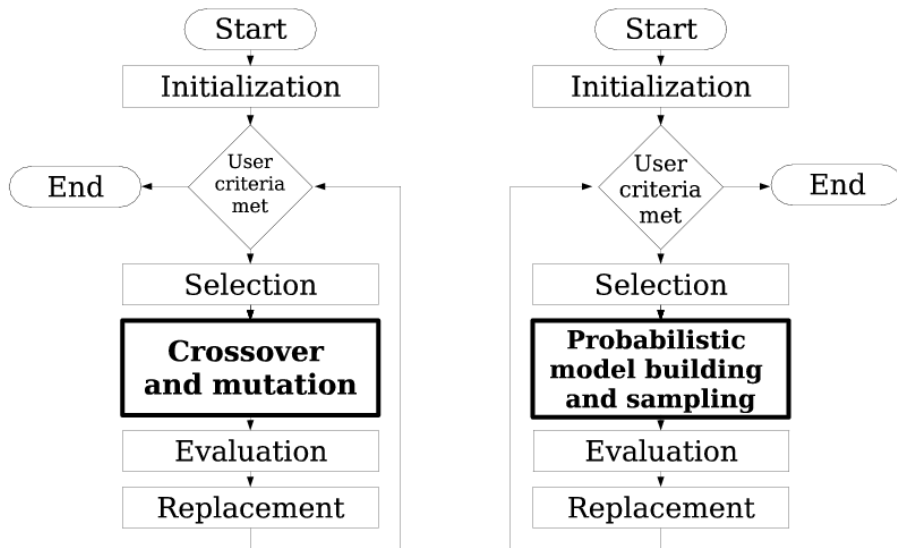 Start
Initialization
User
criteria
met
End
Selection
Crossover
and mutation
Evaluation
Replacement
Start
Initialization
User
criteria
met
End
Selection
Probabilistic
model building
and sampling
Evaluation
Replacement